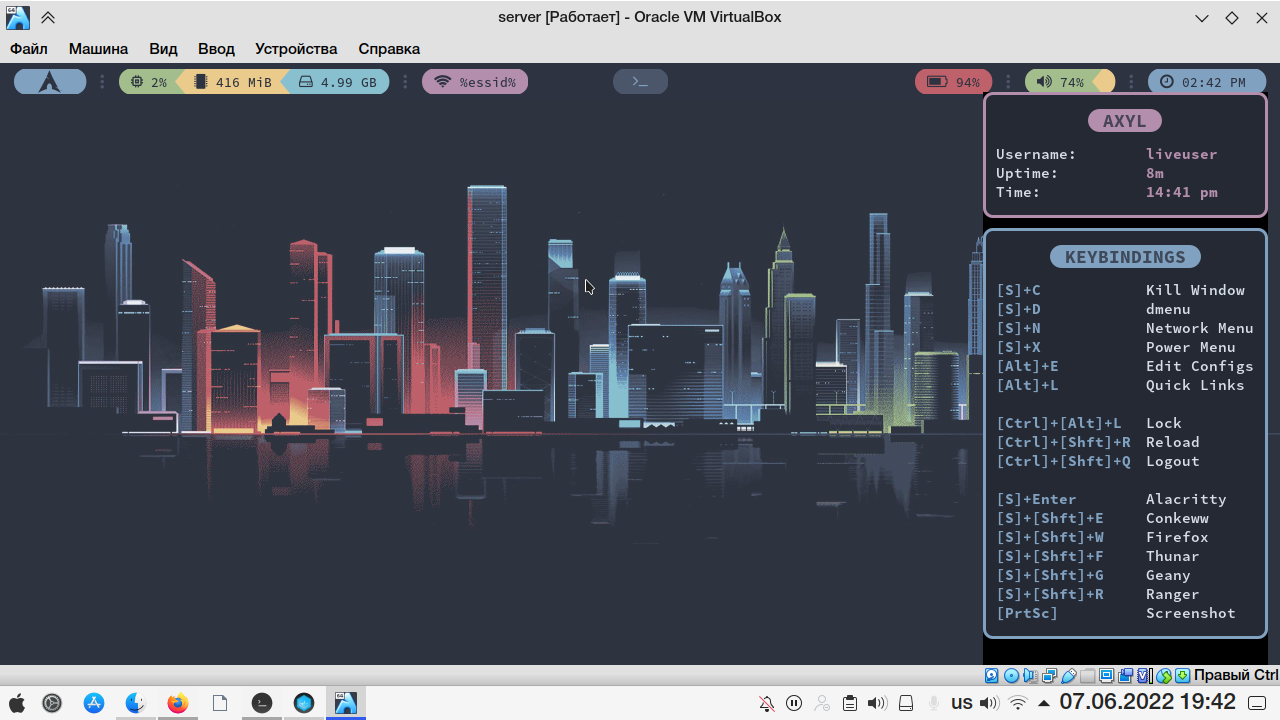 server [Работает] - Oracle VM VirtualBox
Файл Машина Вид Ввод Устройства Справка
2% 416 MiB 4.99 GB %essid% >_ 94% 74% 02:42 PM
AXYL
Username: liveuser
Uptime: 8m
Time: 14:41 pm
KEYBINDINGS
[S]+C Kill Window
[S]+D dmenu
[S]+N Network Menu
[S]+X Power Menu
[Alt]+E Edit Configs
[Alt]+L Quick Links
[Ctrl]+[Alt]+L Lock
[Ctrl]+[Shft]+R Reload
[Ctrl]+[Shft]+Q Logout
[S]+Enter Alacritty
[S]+[Shft]+E Conkeww
[S]+[Shft]+W Firefox
[S]+[Shft]+F Thunar
[S]+[Shft]+G Geany
[S]+[Shft]+R Ranger
[PrtSc] Screenshot
Правый Ctrl
us 07.06.2022 19:42